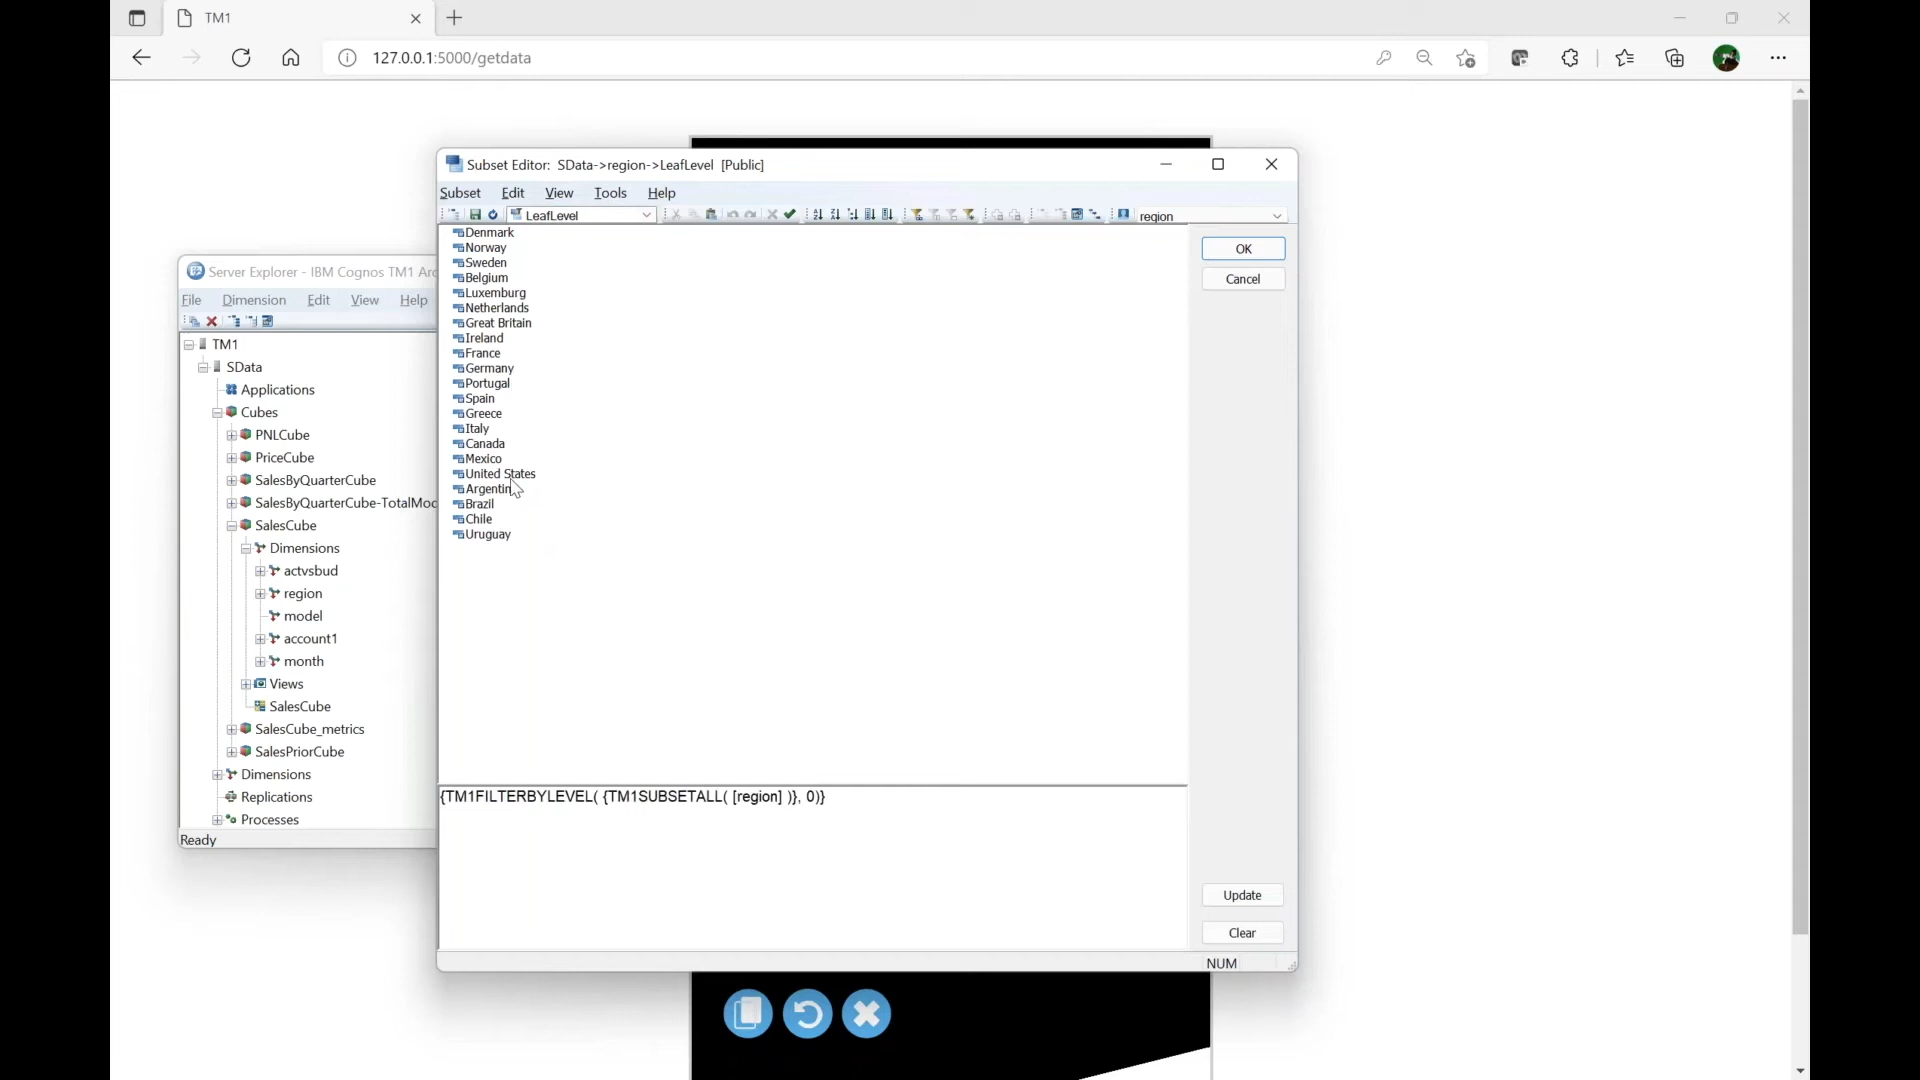 TM1
127.0.0.1:5000/getdata
Subset Editor: SData->region->LeafLevel [Public]
Subset Edit View Tools Help
LeafLevel
region
Denmark
Norway
Sweden
Belgium
Luxemburg
Netherlands
Great Britain
Ireland
France
Germany
Portugal
Spain
Greece
Italy
Canada
Mexico
United States
Argentin
Brazil
Chile
Uruguay
OK
Cancel
{TM1FILTERBYLEVEL( {TM1SUBSETALL( [region] )}, 0)}
Update
Clear
NUM
Server Explorer - IBM Cognos TM1 Arc
File Dimension Edit View Help
TM1
SData
Applications
Cubes
PNLCube
PriceCube
SalesByQuarterCube
SalesByQuarterCube-TotalMoc
SalesCube
Dimensions
actvsbud
region
model
account1
month
Views
SalesCube
SalesCube_metrics
SalesPriorCube
Dimensions
Replications
Processes
Ready